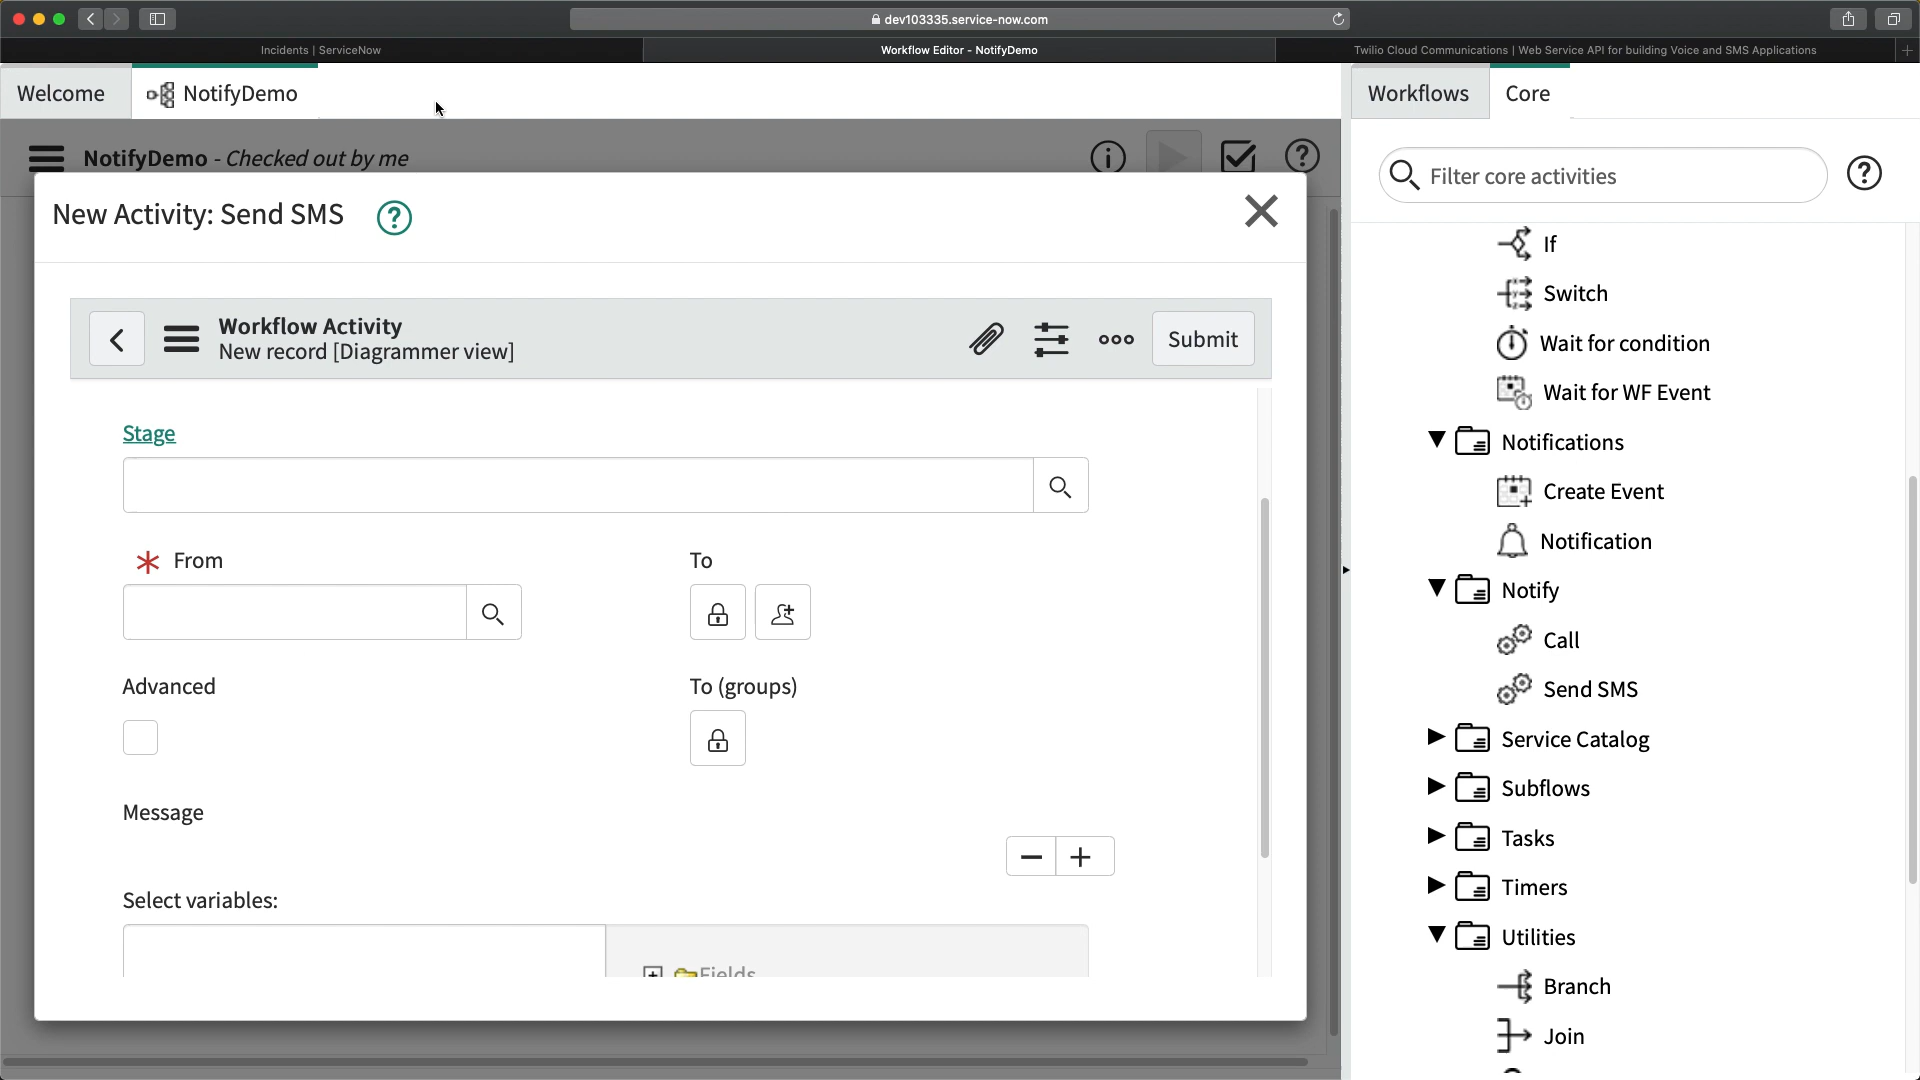 dev103335.service-now.com
Incidents | ServiceNow
Workflow Editor - NotifyDemo
Twilio Cloud Communications | Web Service API for building Voice and SMS Applications
Welcome
NotifyDemo
Workflows
Core
NotifyDemo - Checked out by me
Filter core activities
New Activity: Send SMS
Workflow Activity
New record [Diagrammer view]
Submit
Stage
From
To
Advanced
To (groups)
Message
Select variables:
Fields
If
Switch
Wait for condition
Wait for WF Event
Notifications
Create Event
Notification
Notify
Call
Send SMS
Service Catalog
Subflows
Tasks
Timers
Utilities
Branch
Join